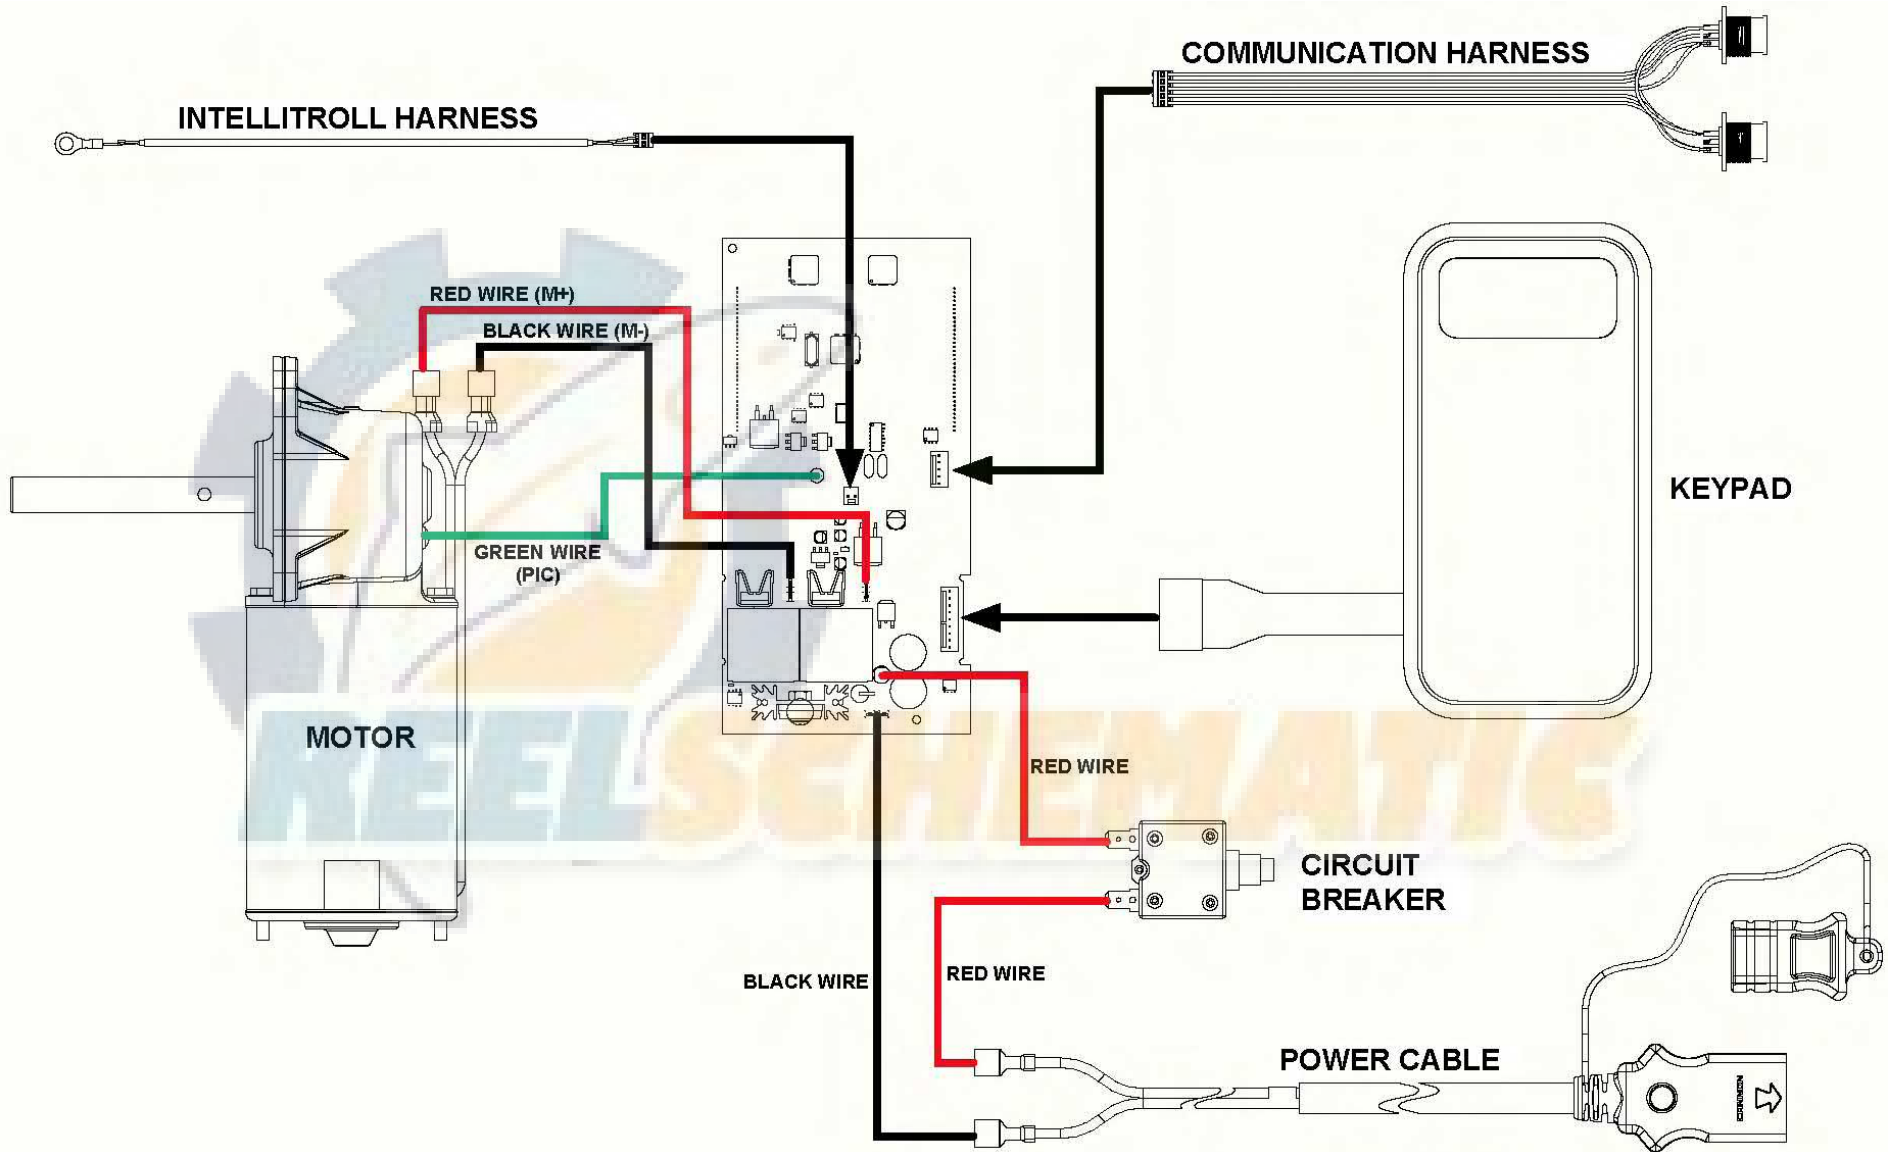 COMMUNICATION HARNESS
INTELLITROLL HARNESS
RED WIRE (M+)
BLACK WIRE (M-)
KEYPAD
GREEN WIRE
(PIC)
MOTOR
REELSCHEMATIC
RED WIRE
CIRCUIT
BREAKER
BLACK WIRE
RED WIRE
POWER CABLE
CANNON